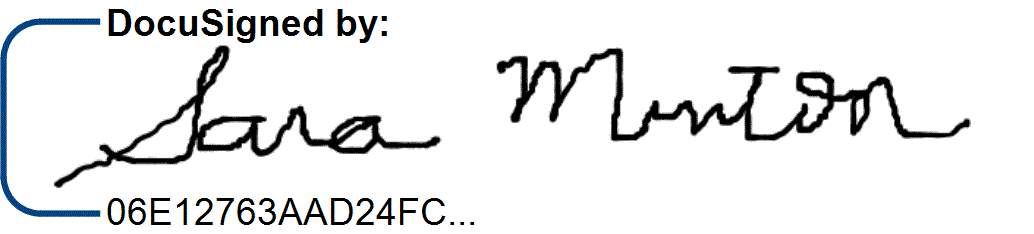 DocuSigned by:
Sara Minton
06E12763AAD24FC...